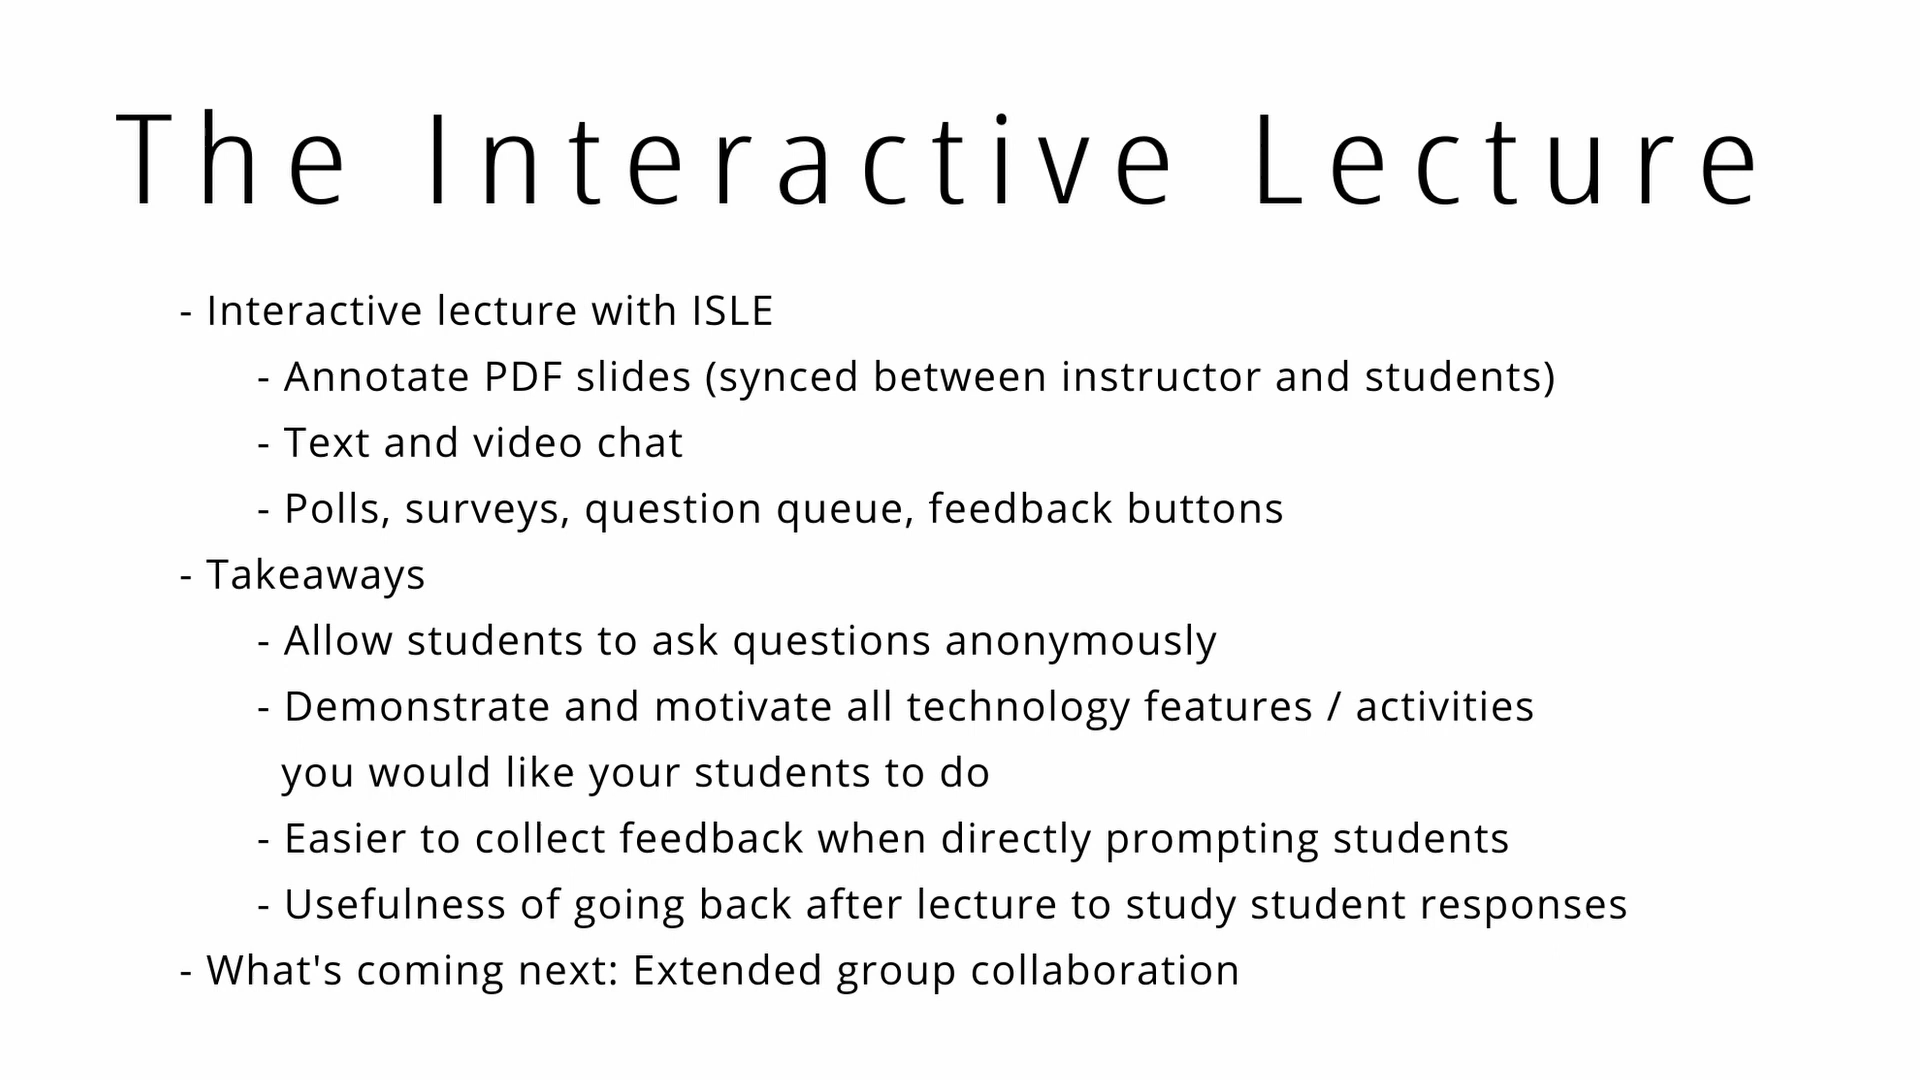 The Interactive Lecture
- Interactive lecture with ISLE
- Annotate PDF slides (synced between instructor and students)
- Text and video chat
- Polls, surveys, question queue, feedback buttons
- Takeaways
- Allow students to ask questions anonymously
- Demonstrate and motivate all technology features / activities
you would like your students to do
- Easier to collect feedback when directly prompting students
- Usefulness of going back after lecture to study student responses
- What's coming next: Extended group collaboration